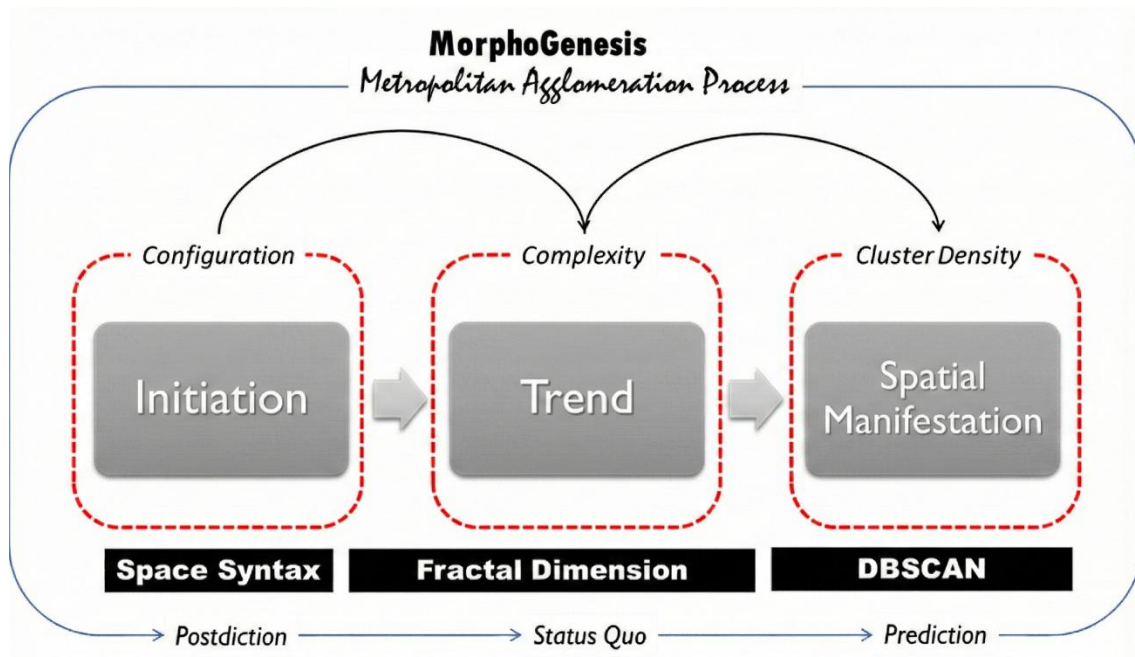 MorphoGenesis
Metropolitan Agglomeration Process
Configuration
Complexity
Cluster Density
Initiation
Trend
Spatial
Manifestation
Space Syntax
Fractal Dimension
DBSCAN
Postdiction
Status Quo
Prediction